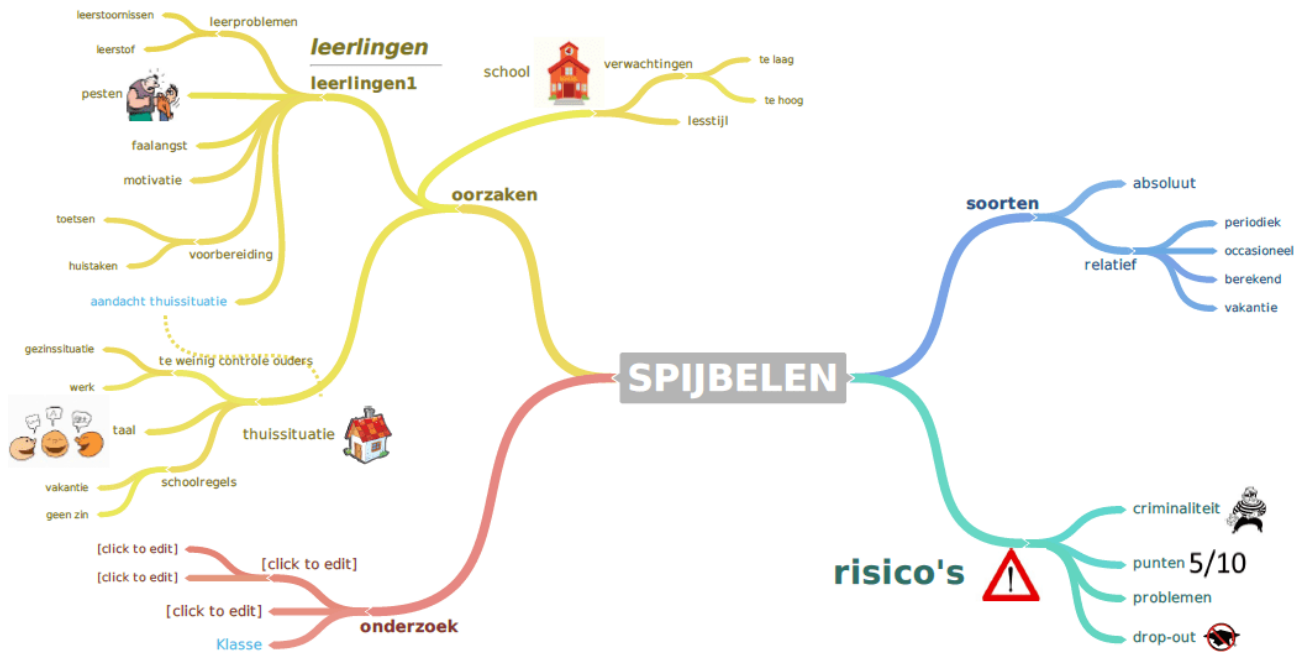 SPIJBELEN
oorzaken
leerlingen
leerlingen1
leerproblemen
leerstoornissen
leerstof
pesten
faalangst
motivatie
voorbereiding
toetsen
huistaken
aandacht thuissituatie
school
verwachtingen
te laag
te hoog
lesstijl
thuissituatie
te weinig controle ouders
gezinssituatie
werk
taal
schoolregels
vakantie
geen zin
onderzoek
[click to edit]
[click to edit]
[click to edit]
[click to edit]
Klasse
soorten
absoluut
relatief
periodiek
occasioneel
berekend
vakantie
risico's
criminaliteit
punten 5/10
problemen
drop-out